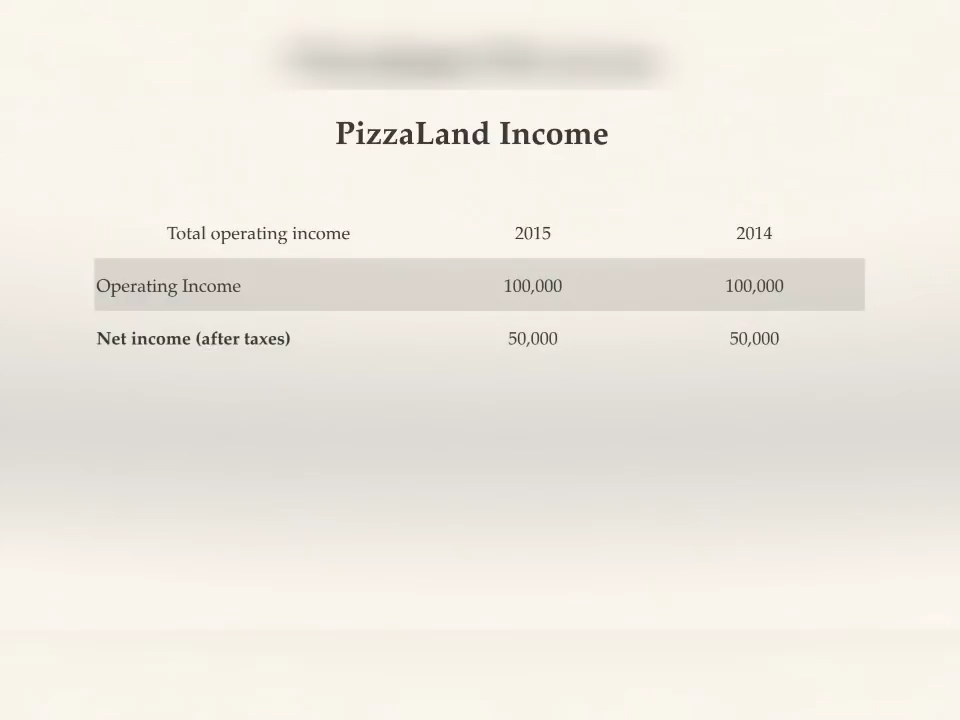 PizzaLand Income
Total operating income 2015 2014
Operating Income 100,000 100,000
Net income (after taxes) 50,000 50,000